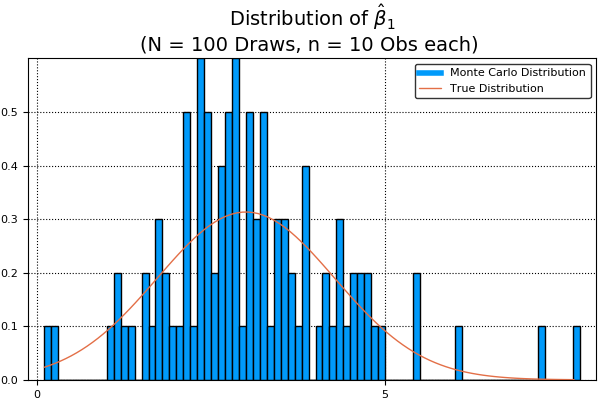 Distribution of β̂₁
(N = 100 Draws, n = 10 Obs each)
Monte Carlo Distribution
True Distribution
0.5
0.4
0.3
0.2
0.1
0.0
0 5